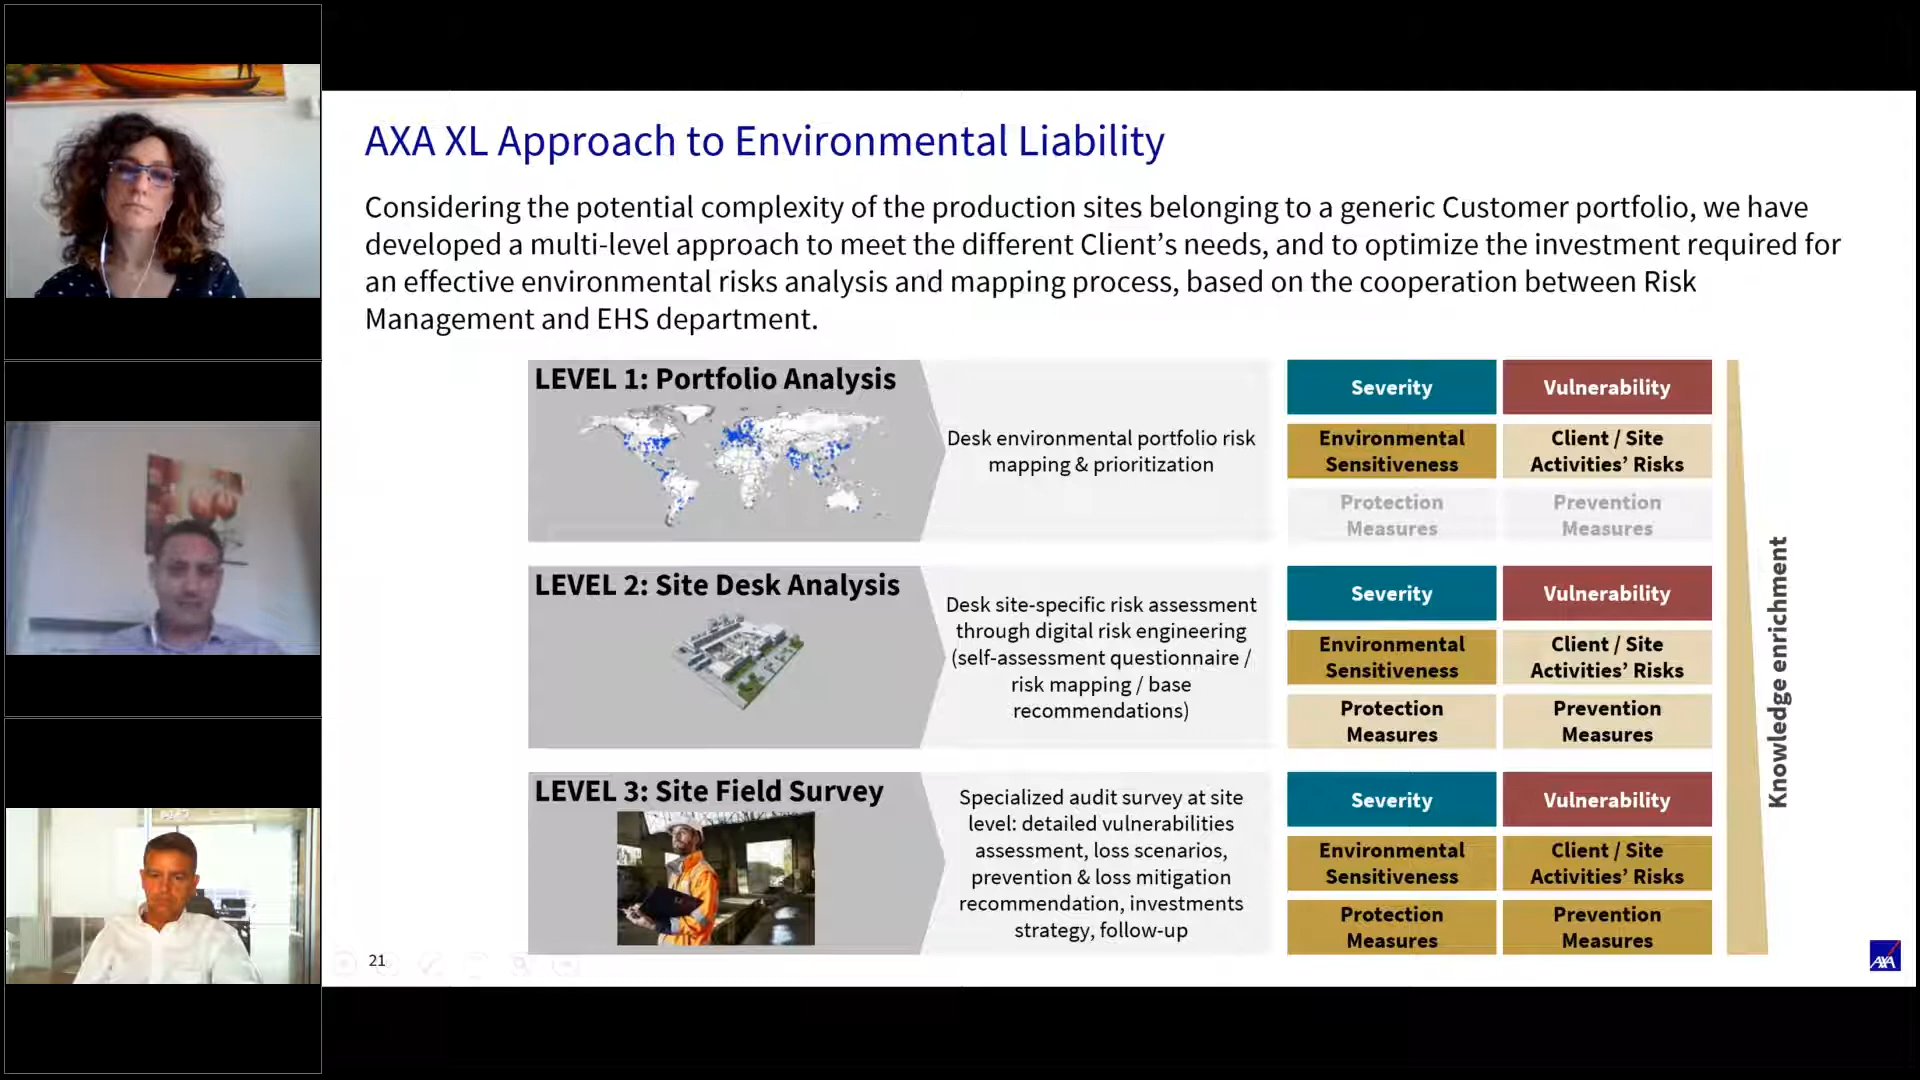 AXA XL Approach to Environmental Liability
Considering the potential complexity of the production sites belonging to a generic Customer portfolio, we have
developed a multi-level approach to meet the different Client’s needs, and to optimize the investment required for
an effective environmental risks analysis and mapping process, based on the cooperation between Risk
Management and EHS department.
LEVEL 1: Portfolio Analysis
Desk environmental portfolio risk
mapping & prioritization
Severity
Vulnerability
Environmental
Sensitiveness
Client / Site
Activities’ Risks
Protection
Measures
Prevention
Measures
LEVEL 2: Site Desk Analysis
Desk site-specific risk assessment
through digital risk engineering
(self-assessment questionnaire /
risk mapping / base
recommendations)
Severity
Vulnerability
Environmental
Sensitiveness
Client / Site
Activities’ Risks
Protection
Measures
Prevention
Measures
LEVEL 3: Site Field Survey
Specialized audit survey at site
level: detailed vulnerabilities
assessment, loss scenarios,
prevention & loss mitigation
recommendation, investments
strategy, follow-up
Severity
Vulnerability
Environmental
Sensitiveness
Client / Site
Activities’ Risks
Protection
Measures
Prevention
Measures
Knowledge enrichment
21
AXA